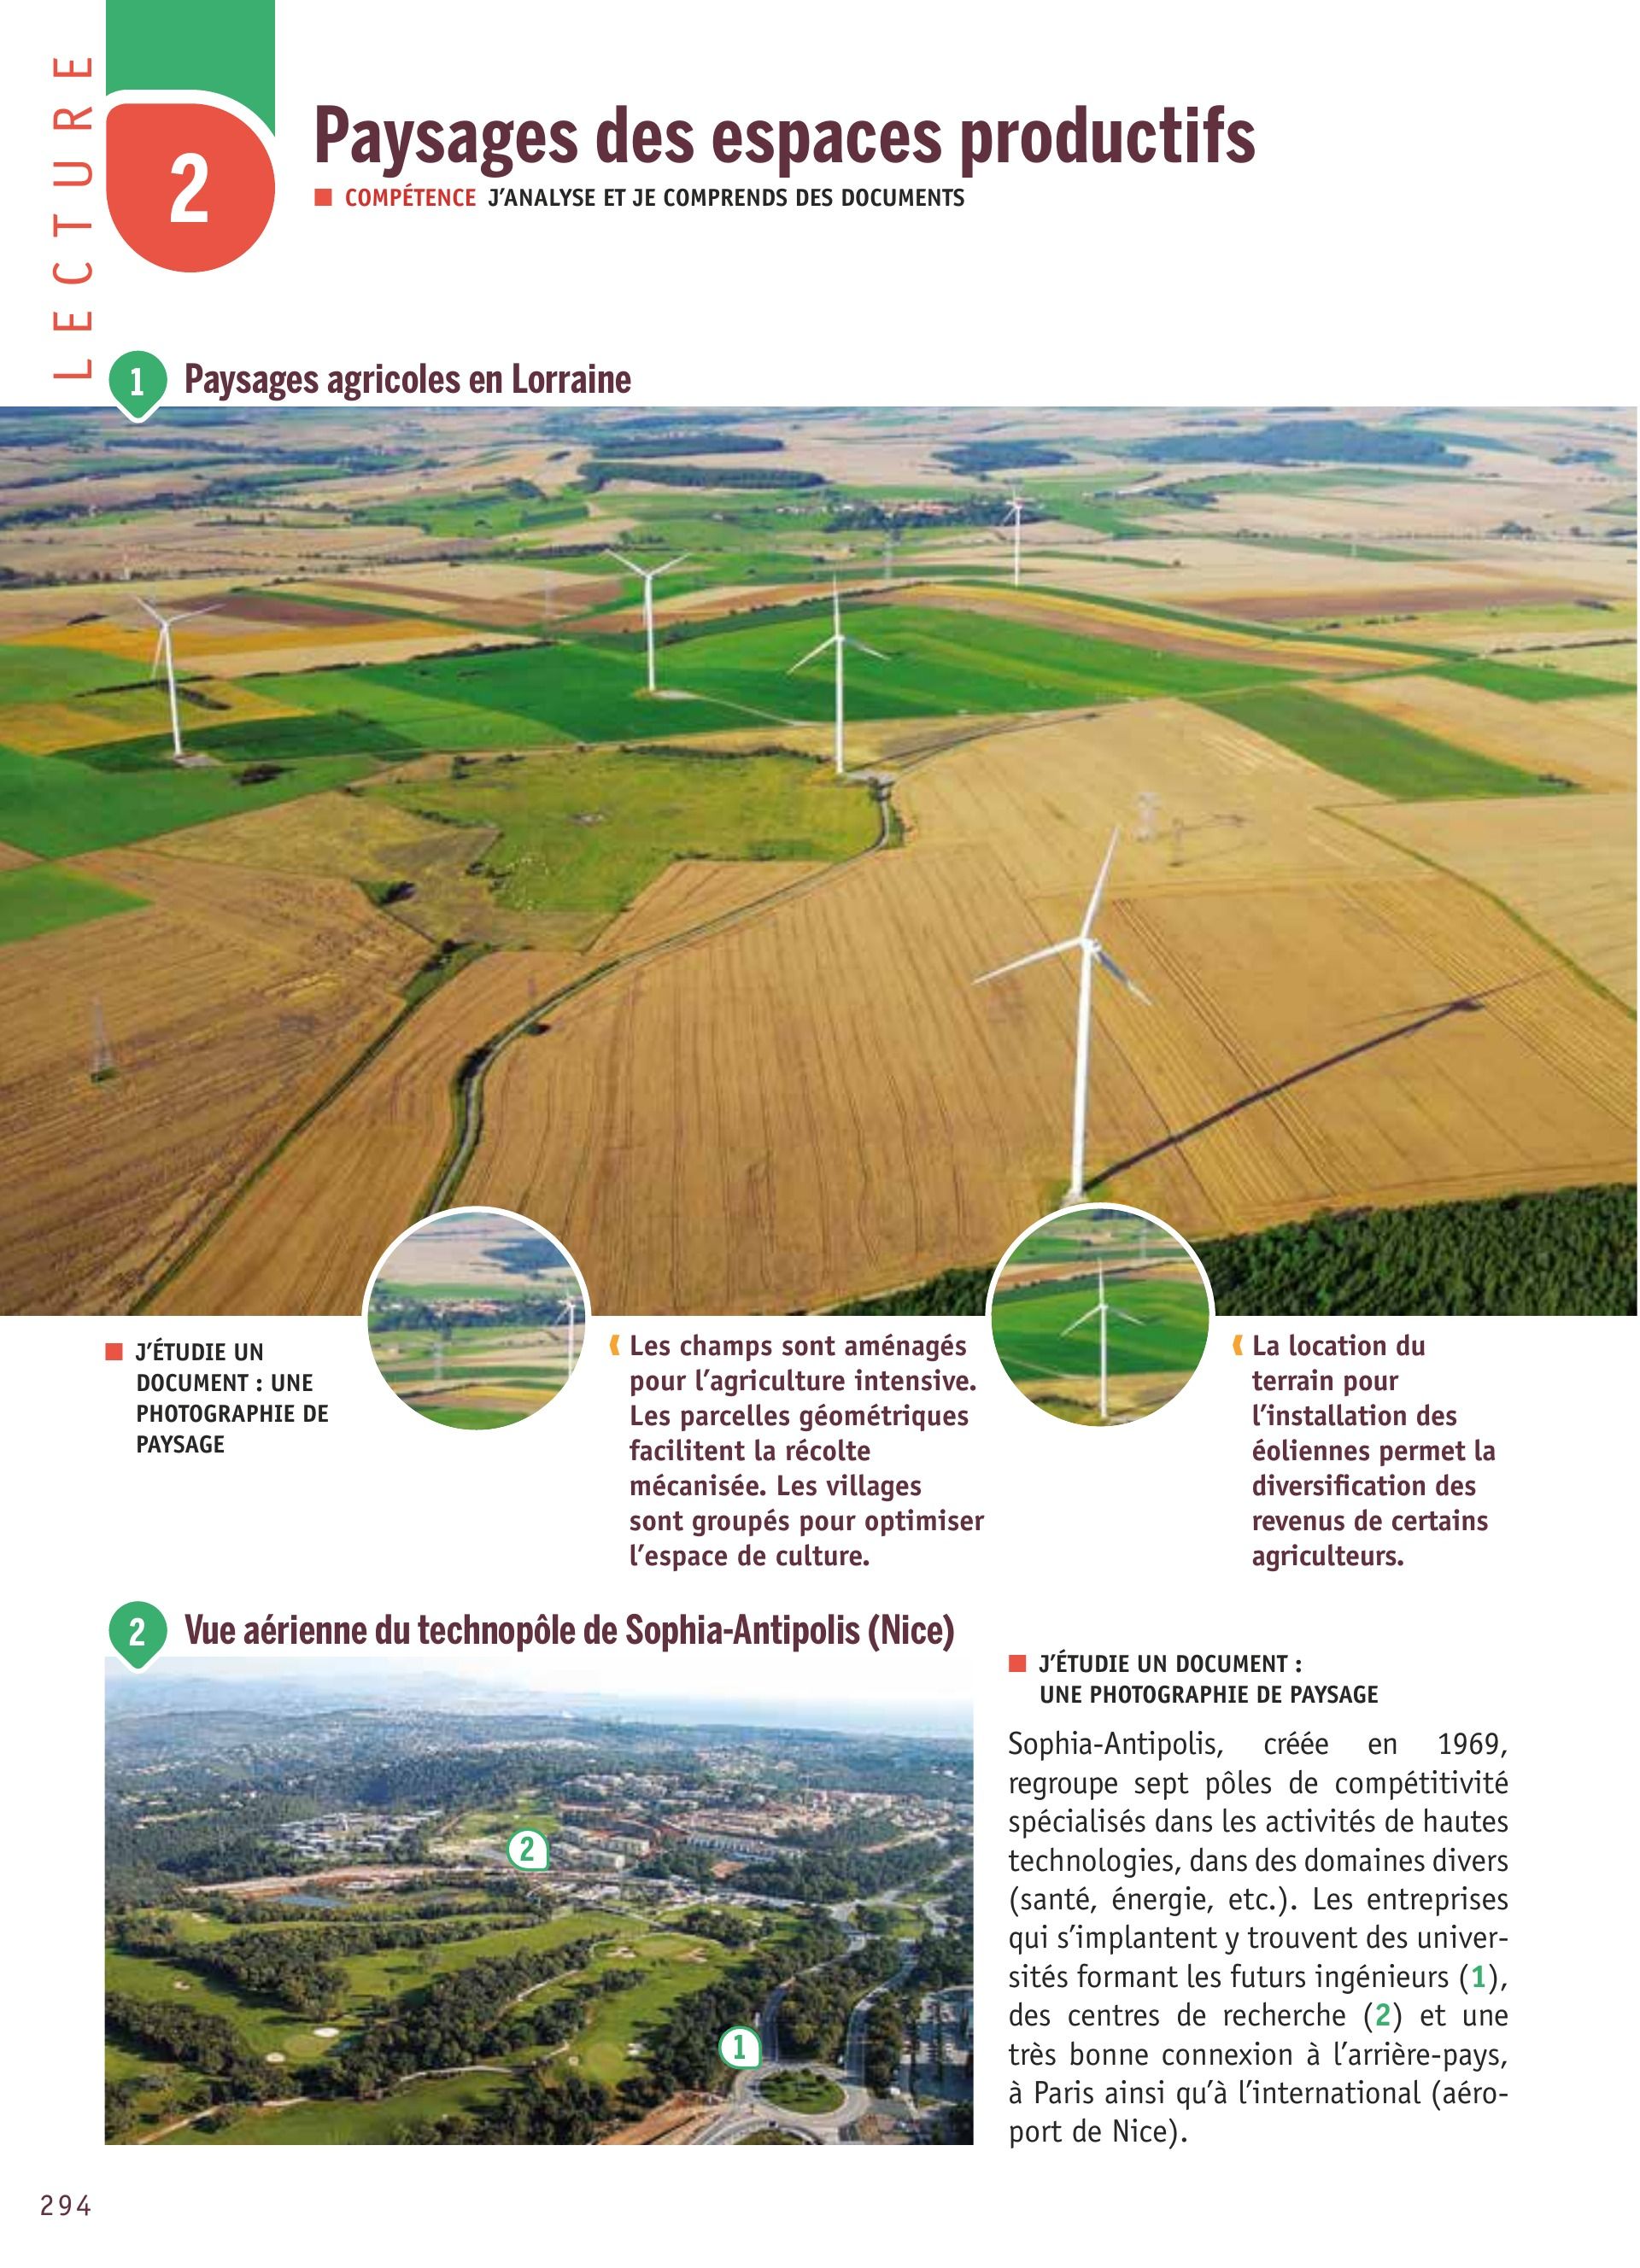 LECTURE
2
Paysages des espaces productifs
COMPÉTENCE J'ANALYSE ET JE COMPRENDS DES DOCUMENTS
1
Paysages agricoles en Lorraine
J'ÉTUDIE UN
DOCUMENT : UNE
PHOTOGRAPHIE DE
PAYSAGE
Les champs sont aménagés
pour l'agriculture intensive.
Les parcelles géométriques
facilitent la récolte
mécanisée. Les villages
sont groupés pour optimiser
l'espace de culture.
La location du
terrain pour
l'installation des
éoliennes permet la
diversification des
revenus de certains
agriculteurs.
2
Vue aérienne du technopôle de Sophia-Antipolis (Nice)
2
1
J'ÉTUDIE UN DOCUMENT :
UNE PHOTOGRAPHIE DE PAYSAGE
Sophia-Antipolis, créée en 1969,
regroupe sept pôles de compétitivité
spécialisés dans les activités de hautes
technologies, dans des domaines divers
(santé, énergie, etc.). Les entreprises
qui s'implantent y trouvent des univer-
sités formant les futurs ingénieurs (1),
des centres de recherche (2) et une
très bonne connexion à l'arrière-pays,
à Paris ainsi qu'à l'international (aéro-
port de Nice).
294